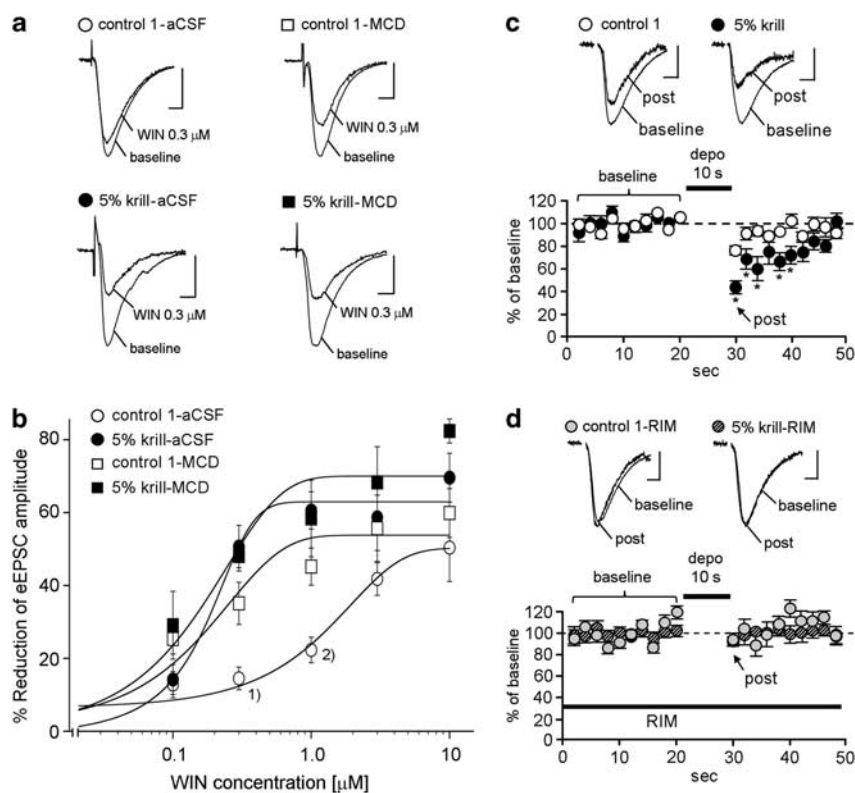 a
control 1-aCSF
control 1-MCD
WIN 0.3 µM
baseline
WIN 0.3 µM
baseline
5% krill-aCSF
5% krill-MCD
WIN 0.3 µM
baseline
WIN 0.3 µM
baseline
b
control 1-aCSF
5% krill-aCSF
control 1-MCD
5% krill-MCD
% Reduction of eEPSC amplitude
80
60
40
20
0
1)
2)
0.1
1.0
10
WIN concentration [µM]
c
control 1
5% krill
post
baseline
post
baseline
depo
10 s
baseline
% of baseline
120
100
80
60
40
20
0
* * * * *
post
0 10 20 30 40 50
sec
d
control 1-RIM
5% krill-RIM
baseline
post
baseline
post
depo
10 s
baseline
% of baseline
120
100
80
60
40
20
0
post
RIM
0 10 20 30 40 50
sec